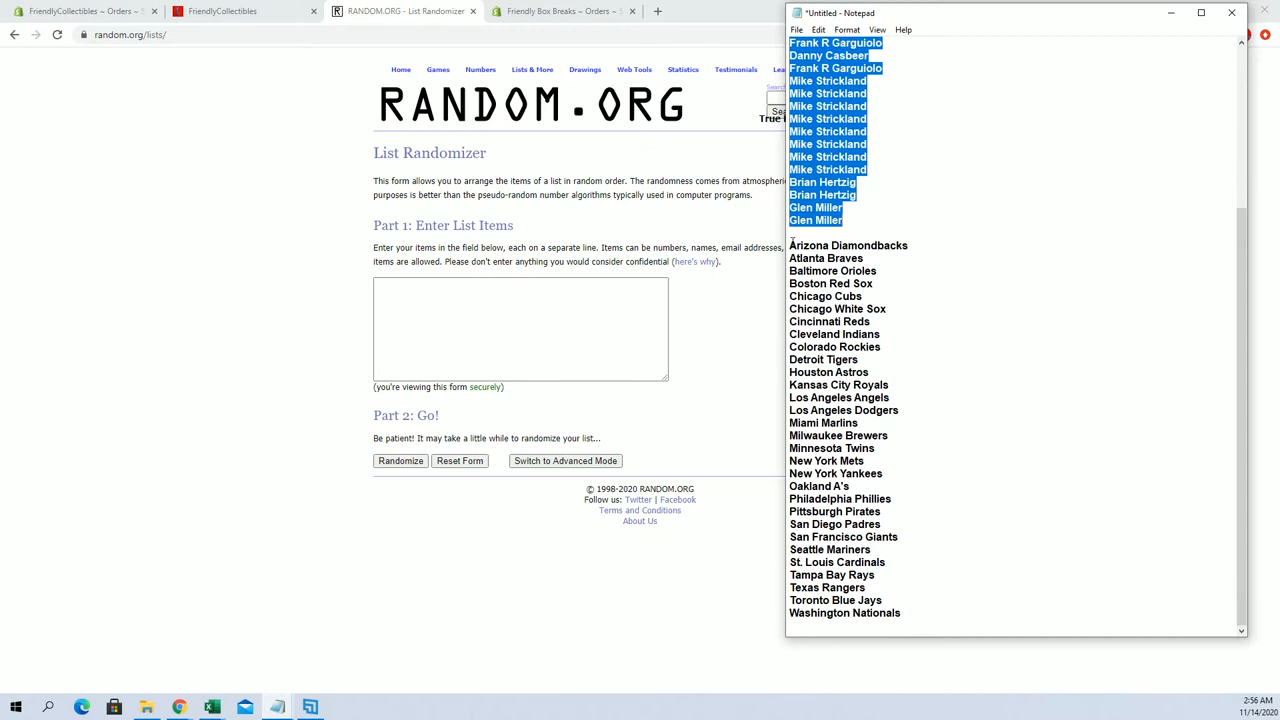 FriendlyCollectibles ~ Orders ~ S
FriendlyCollectibles
RANDOM.ORG - List Randomizer
Friendly Box Breaks ~ Orders ~ S
random.org/lists/
Home Games Numbers Lists & More Drawings Web Tools Statistics Testimonials Lea
Search
RANDOM.ORG
Sea
True
List Randomizer
This form allows you to arrange the items of a list in random order. The randomness comes from atmospheric
purposes is better than the pseudo-random number algorithms typically used in computer programs.
Part 1: Enter List Items
Enter your items in the field below, each on a separate line. Items can be numbers, names, email addresses,
items are allowed. Please don't enter anything you would consider confidential (here's why).
(you're viewing this form securely)
Part 2: Go!
Be patient! It may take a little while to randomize your list...
Randomize Reset Form Switch to Advanced Mode
© 1998-2020 RANDOM.ORG
Follow us: Twitter | Facebook
Terms and Conditions
About Us
*Untitled - Notepad
File Edit Format View Help
Frank R Garguiolo
Danny Casbeer
Frank R Garguiolo
Mike Strickland
Mike Strickland
Mike Strickland
Mike Strickland
Mike Strickland
Mike Strickland
Mike Strickland
Mike Strickland
Brian Hertzig
Brian Hertzig
Glen Miller
Glen Miller
Arizona Diamondbacks
Atlanta Braves
Baltimore Orioles
Boston Red Sox
Chicago Cubs
Chicago White Sox
Cincinnati Reds
Cleveland Indians
Colorado Rockies
Detroit Tigers
Houston Astros
Kansas City Royals
Los Angeles Angels
Los Angeles Dodgers
Miami Marlins
Milwaukee Brewers
Minnesota Twins
New York Mets
New York Yankees
Oakland A's
Philadelphia Phillies
Pittsburgh Pirates
San Diego Padres
San Francisco Giants
Seattle Mariners
St. Louis Cardinals
Tampa Bay Rays
Texas Rangers
Toronto Blue Jays
Washington Nationals
2:56 AM
11/14/2020